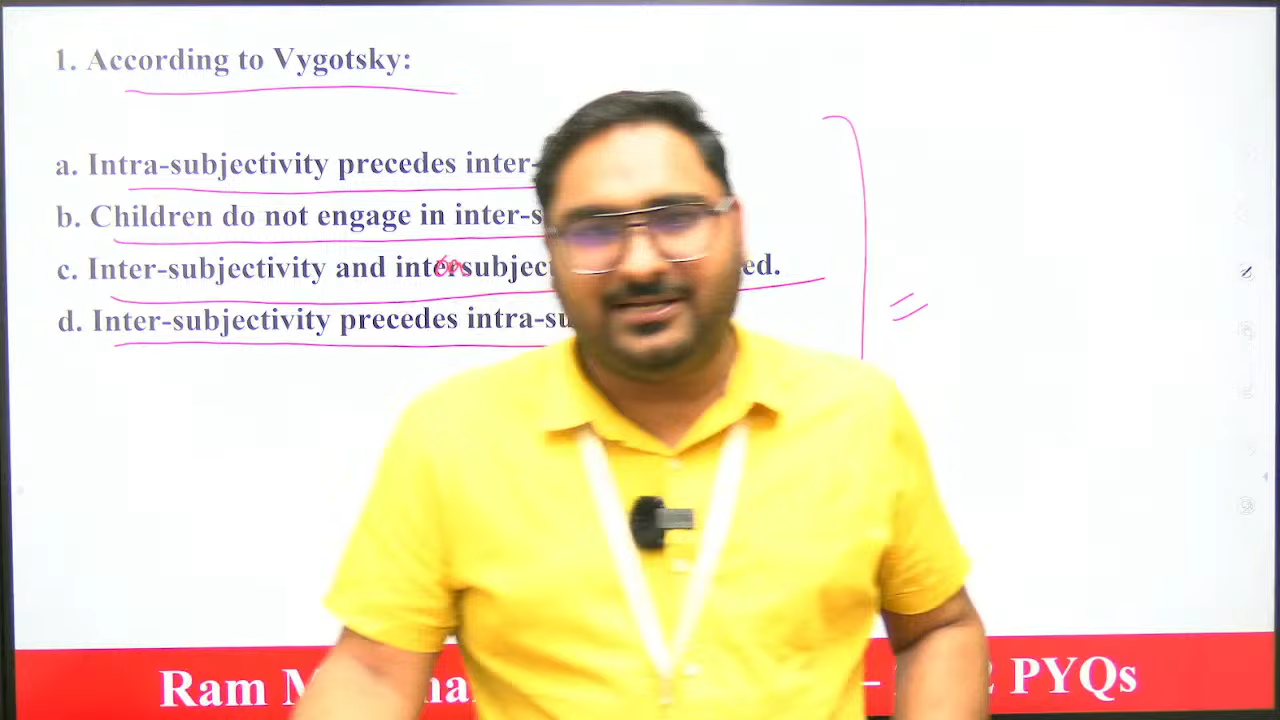 1. According to Vygotsky:
a. Intra-subjectivity precedes inter-
b. Children do not engage in inter-s
c. Inter-subjectivity and intersubject ed.
d. Inter-subjectivity precedes intra-su
Ram M – 2 PYQs